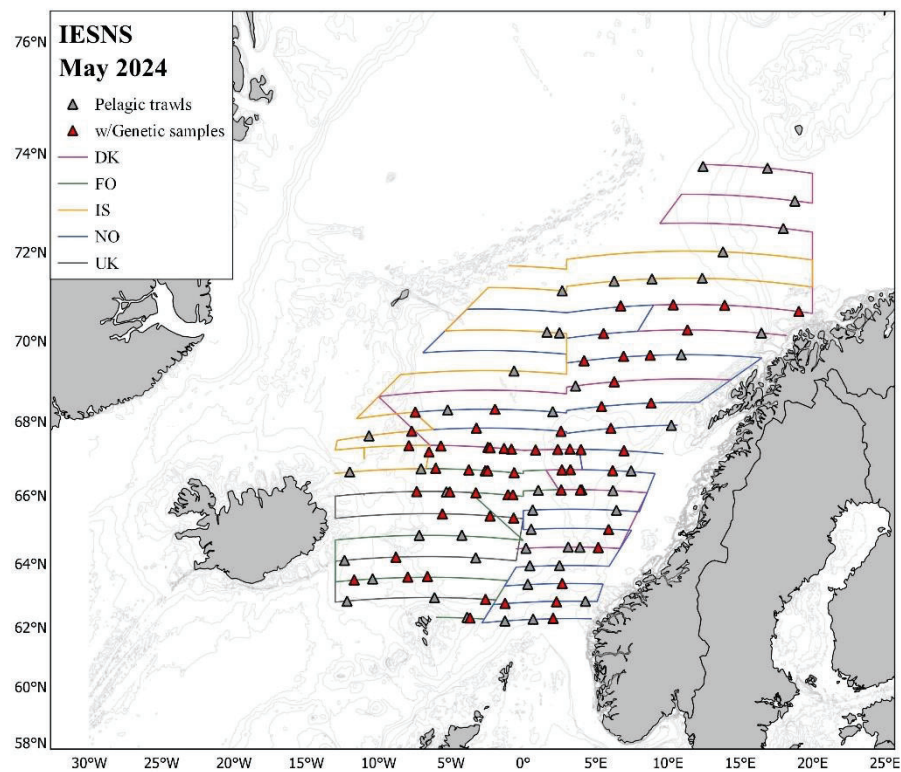 IESNS
May 2024
Pelagic trawls
w/Genetic samples
DK
FO
IS
NO
UK
76°N
74°N
72°N
70°N
68°N
66°N
64°N
62°N
60°N
58°N
30°W 25°W 20°W 15°W 10°W 5°W 0° 5°E 10°E 15°E 20°E 25°E